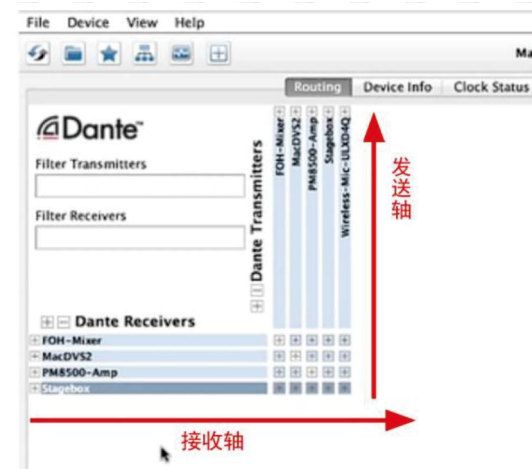 File Device View Help
Ma
Routing Device Info Clock Status
Dante™
Filter Transmitters
Filter Receivers
Dante Transmitters
FOH-Mixer
MacDVS2
PM8500-Amp
Stagebox
Wireless-Mic-ULXD4Q
发送轴
Dante Receivers
FOH-Mixer
MacDVS2
PM8500-Amp
Stagebox
接收轴